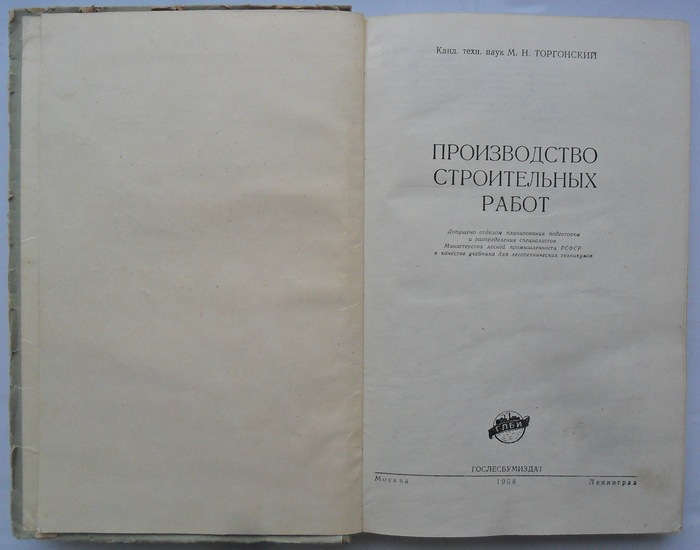 Канд. техн. наук М. Н. ТОРГОНСКИЙ
ПРОИЗВОДСТВО
СТРОИТЕЛЬНЫХ
РАБОТ
Допущено отделом планирования подготовки
и распределения специалистов
Министерства лесной промышленности РСФСР
в качестве учебника для лесотехнических техникумов
ГЛБИ
ГОСЛЕСБУМИЗДАТ
Москва 1958 Ленинград